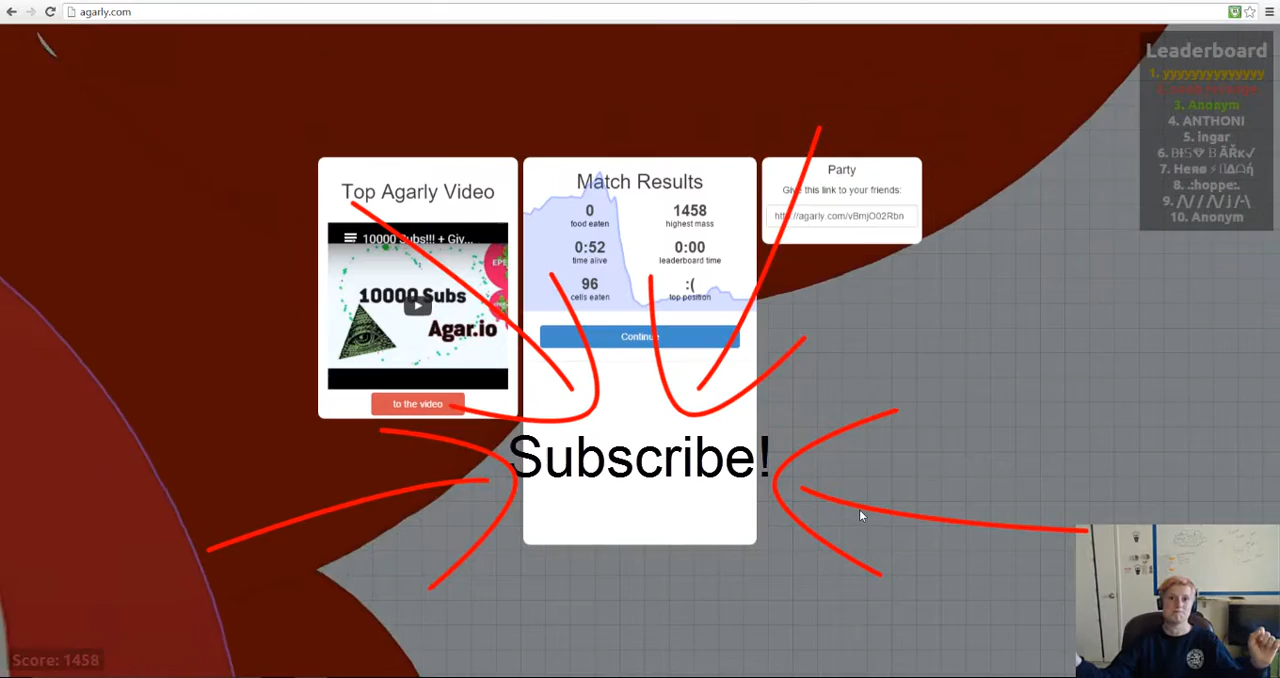 agarly.com
Leaderboard
1. yyyyyyyyyyyyyy
3. Anonym
4. ANTHONI
5. ingar
8. .:hoppe:.
10. Anonym
Top Agarly Video
10000 Subs!!! + Giv...
10000 Subs
Agar.io
to the video
Match Results
0
food eaten
1458
highest mass
0:52
time alive
0:00
leaderboard time
96
cells eaten
:(
top position
Continue
Party
Give this link to your friends:
http://agarly.com/vBmjO02Rbn
Subscribe!
Score: 1458